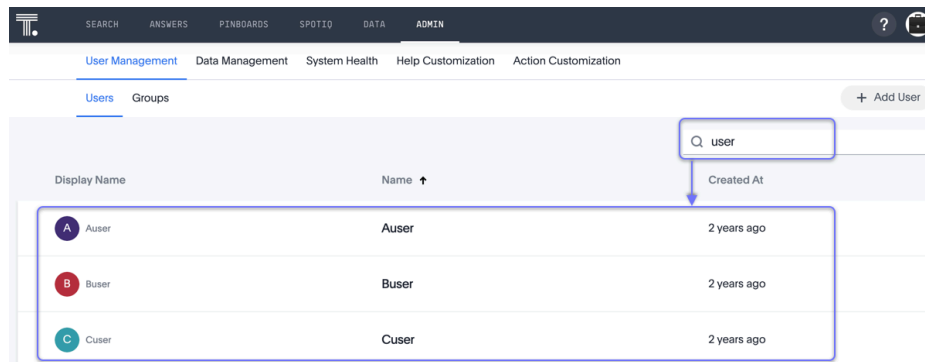 T.
SEARCH ANSWERS PINBOARDS SPOTIQ DATA ADMIN ?
User Management Data Management System Health Help Customization Action Customization
Users Groups + Add User
user
Display Name Name ↑ Created At
A Auser Auser 2 years ago
B Buser Buser 2 years ago
C Cuser Cuser 2 years ago